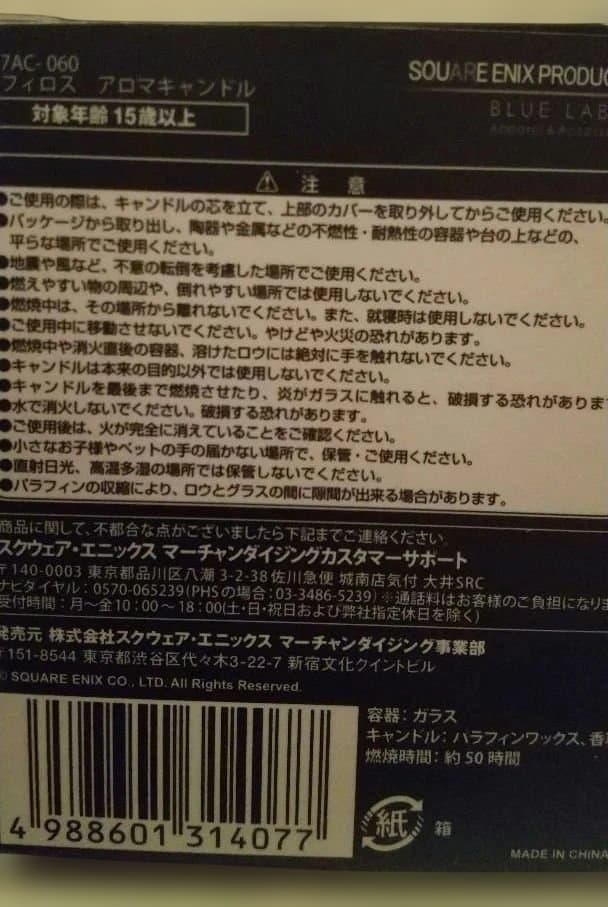 7AC- 060
フィロス アロマキャンドル
対象年齢 15歳以上
SQUARE ENIX PRODUC
BLUE LAB
⚠ 注 意
●ご使用の際は、キャンドルの芯を立て、上部のカバーを取り外してからご使用ください。
●パッケージから取り出し、陶器や金属などの不燃性・耐熱性の容器や台の上などの、
平らな場所でご使用ください。
●地震や風など、不意の転倒を考慮した場所でご使用ください。
●燃えやすい物の周辺や、倒れやすい場所では使用しないでください。
●燃焼中は、その場所から離れないでください。また、就寝時は使用しないでください。
●ご使用中に移動させないでください。やけどや火災の恐れがあります。
●燃焼中や消火直後の容器、溶けたロウには絶対に手を触れないでください。
●キャンドルは本来の目的以外では使用しないでください。
●キャンドルを最後まで燃焼させたり、炎がガラスに触れると、破損する恐れがありま
●水で消火しないでください。破損する恐れがあります。
●ご使用後は、火が完全に消えていることをご確認ください。
●小さなお子様やペットの手の届かない場所で、保管・ご使用ください。
●直射日光、高温多湿の場所では保管しないでください。
●パラフィンの収縮により、ロウとグラスの間に隙間が出来る場合があります。
商品に関して、不都合な点がございましたら下記までご連絡ください。
スクウェア・エニックス マーチャンダイジングカスタマーサポート
〒140-0003 東京都品川区八潮 3-2-38 佐川急便 城南店気付 大井SRC
ナビダイヤル：0570-065239(PHSの場合：03-3486-5239) ※通話料はお客様のご負担になりま
受付時間：月〜金10：00〜18：00(土・日・祝日および弊社指定休日を除く)
発売元 株式会社スクウェア・エニックス マーチャンダイジング事業部
〒151-8544 東京都渋谷区代々木3-22-7 新宿文化クイントビル
© SQUARE ENIX CO., LTD. All Rights Reserved.
容器：ガラス
キャンドル：パラフィンワックス、香
燃焼時間：約50時間
4 988601 314077
紙 箱
MADE IN CHINA